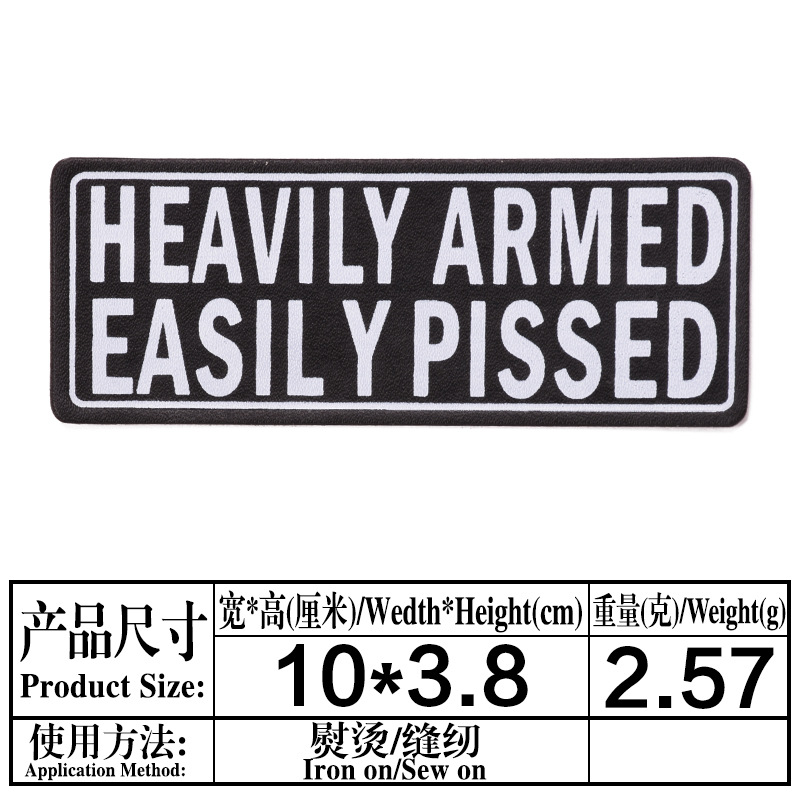 HEAVILY ARMED
EASILY PISSED
产品尺寸
Product Size:
宽*高(厘米)/Wedth*Height(cm)
重量(克)/Weight(g)
10*3.8
2.57
使用方法:
Application Method:
熨烫/缝纫
Iron on/Sew on